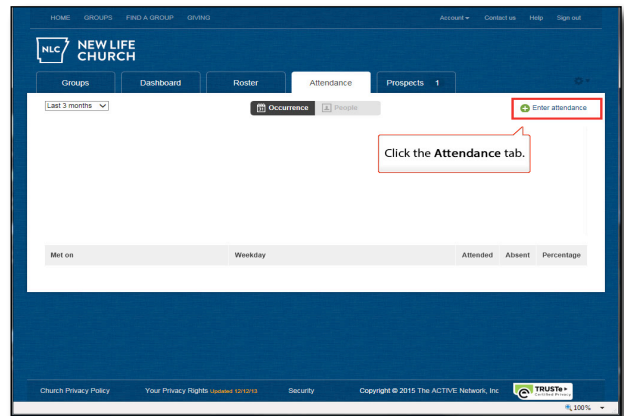 HOME GROUPS FIND A GROUP GIVING Account Contact us Help Sign out
NLC NEW LIFE
CHURCH
Groups Dashboard Roster Attendance Prospects 1
Last 3 months Occurrence People Enter attendance
Click the Attendance tab.
Met on Weekday Attended Absent Percentage
Church Privacy Policy Your Privacy Rights Updated 12/12/13 Security Copyright © 2015 The ACTIVE Network, Inc TRUSTe
Certified Privacy
100%